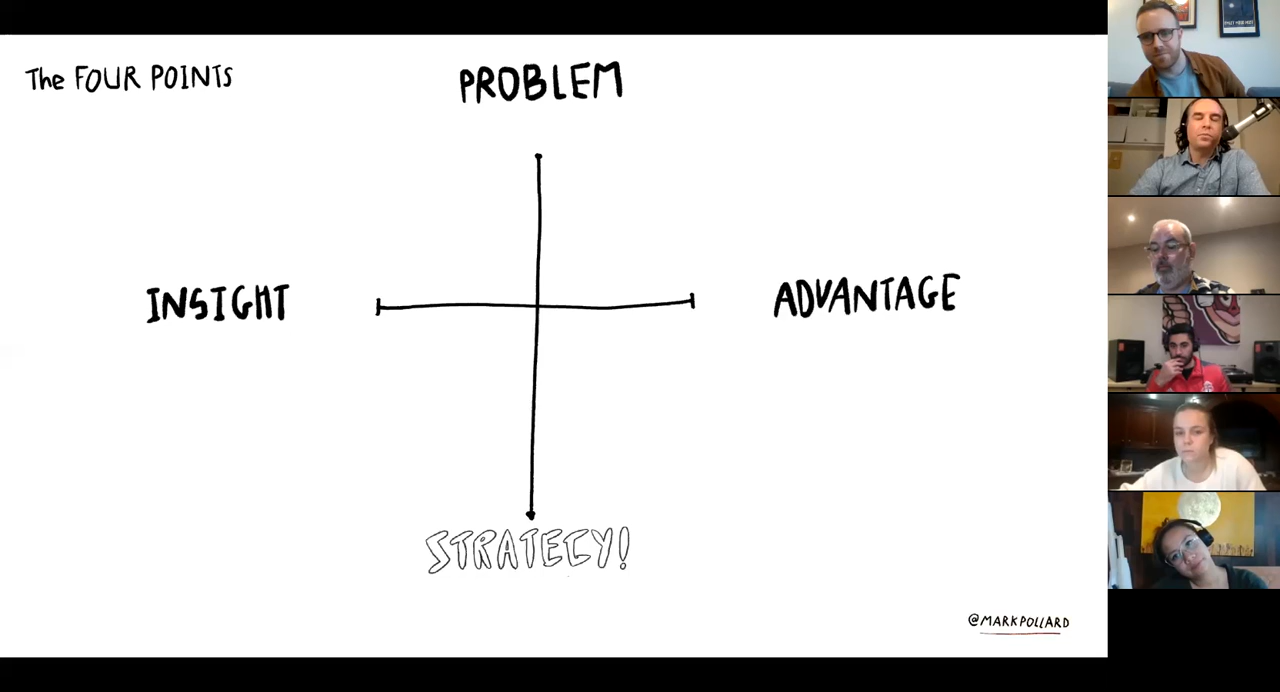 The FOUR POINTS
PROBLEM
INSIGHT
ADVANTAGE
STRATEGY!
@MARKPOLLARD